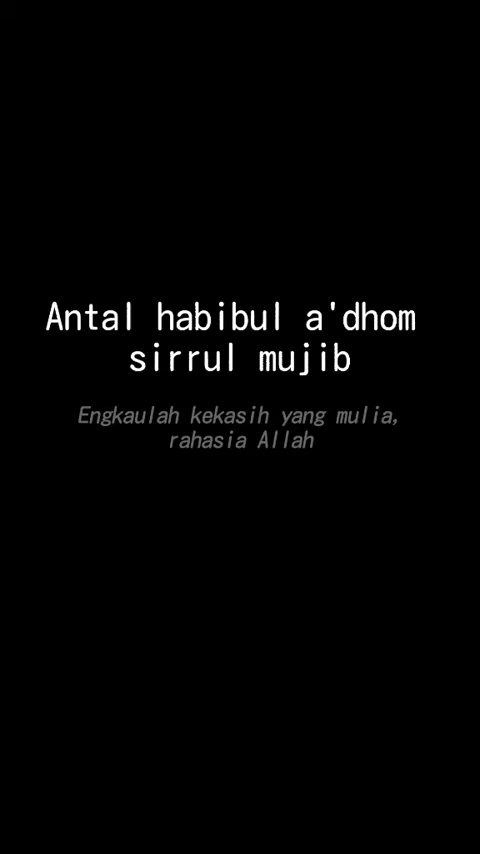 Antal habibul a'dhom
sirrul mujib
Engkaulah kekasih yang mulia,
rahasia Allah